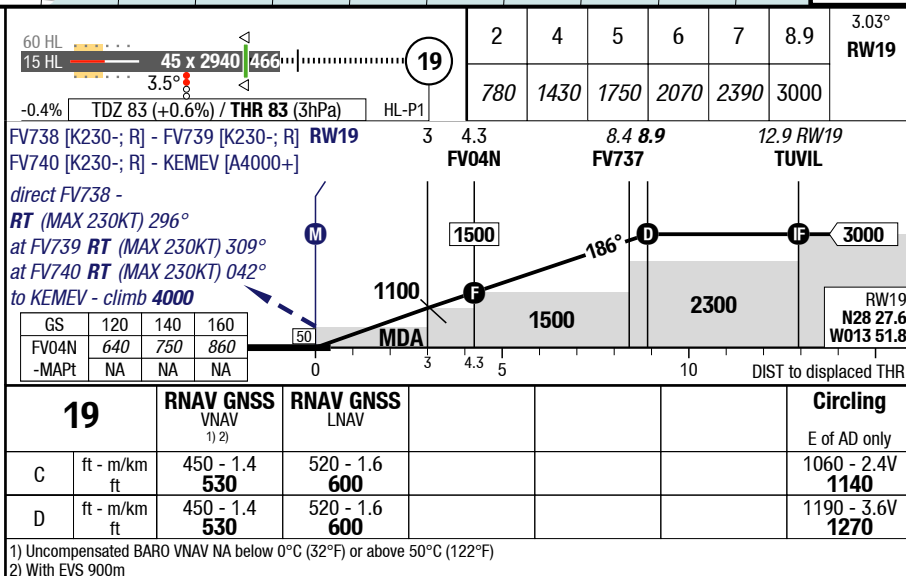 60 HL
15 HL
45 x 2940 466
3.5°
19
-0.4% TDZ 83 (+0.6%) / THR 83 (3hPa) HL-P1
2 4 5 6 7 8.9 3.03° RW19
780 1430 1750 2070 2390 3000
FV738 [K230-; R] - FV739 [K230-; R] RW19 3 4.3 8.4 8.9 12.9 RW19
FV740 [K230-; R] - KEMEV [A4000+] FV04N FV737 TUVIL
direct FV738 -
RT (MAX 230KT) 296°
at FV739 RT (MAX 230KT) 309°
at FV740 RT (MAX 230KT) 042°
to KEMEV - climb 4000
M 1500 186° D IF 3000
1100 F
50 MDA 1500 2300
RW19
N28 27.6
W013 51.8
GS 120 140 160
FV04N 640 750 860
-MAPt NA NA NA
0 3 4.3 5 10 DIST to displaced THR
19 RNAV GNSS RNAV GNSS Circling
VNAV LNAV
1) 2) E of AD only
C ft - m/km 450 - 1.4 520 - 1.6 1060 - 2.4V
ft 530 600 1140
D ft - m/km 450 - 1.4 520 - 1.6 1190 - 3.6V
ft 530 600 1270
1) Uncompensated BARO VNAV NA below 0°C (32°F) or above 50°C (122°F)
2) With EVS 900m